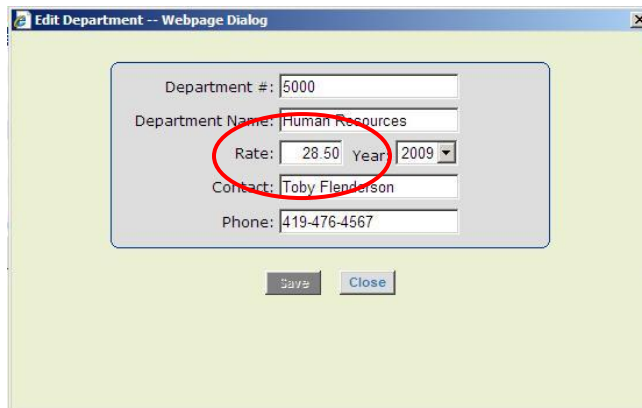 Edit Department -- Webpage Dialog
Department #: 5000
Department Name: Human Resources
Rate: 28.50 Year: 2009
Contact: Toby Flenderson
Phone: 419-476-4567
Save Close